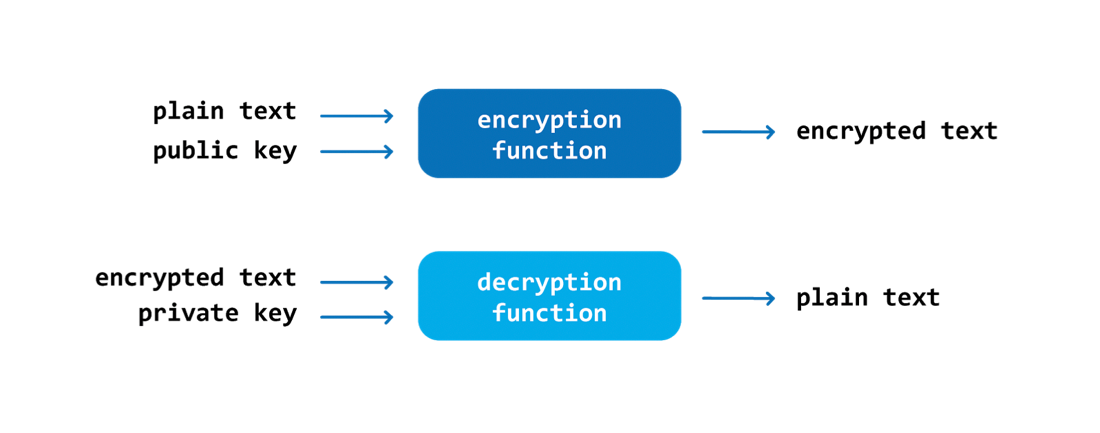 plain text
public key
encryption
function
encrypted text
encrypted text
private key
decryption
function
plain text